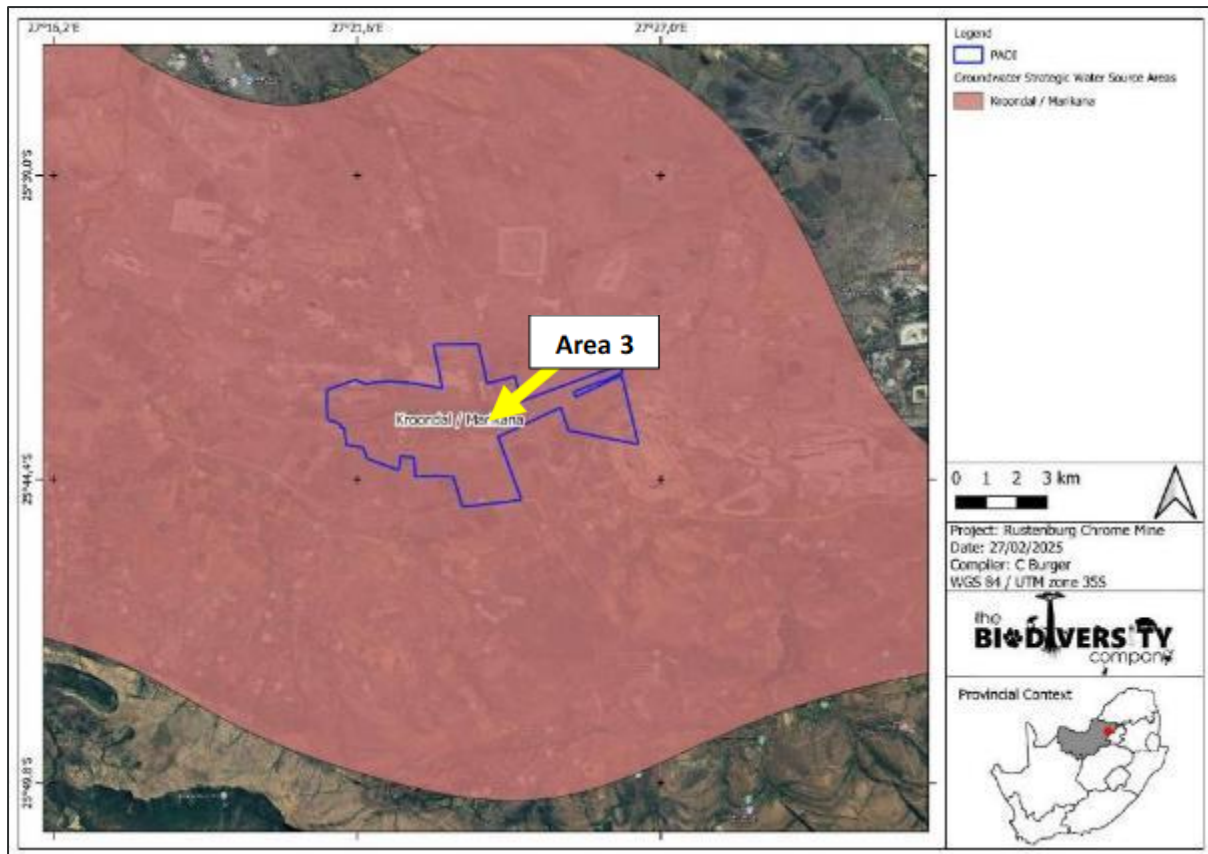 27°16,2'E 27°21,6'E 27°27,0'E
25°39,0'S
25°44,4'S
25°49,8'S
Area 3
Kroondal / Marikana
Legend
PAOI
Groundwater Strategic Water Source Areas
Kroondal / Marikana
0 1 2 3 km
Project: Rustenburg Chrome Mine
Date: 27/02/2025
Compiler: C Burger
WGS 84 / UTM zone 35S
the
BIODIVERSITY
company
Provincial Context